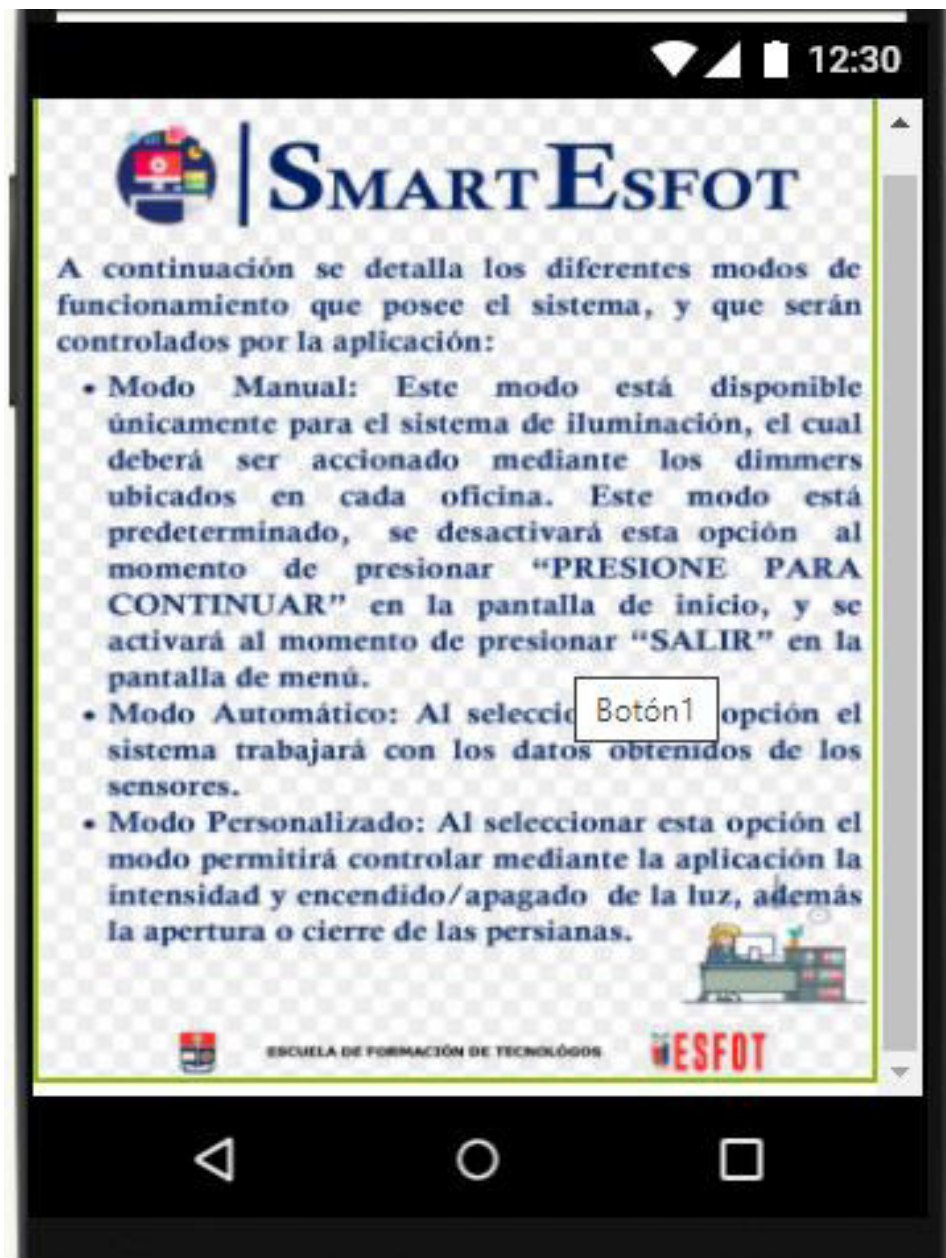 12:30
SMART ESFOT
A continuación se detalla los diferentes modos de
funcionamiento que posee el sistema, y que serán
controlados por la aplicación:
• Modo Manual: Este modo está disponible
únicamente para el sistema de iluminación, el cual
deberá ser accionado mediante los dimmers
ubicados en cada oficina. Este modo está
predeterminado, se desactivará esta opción al
momento de presionar “PRESIONE PARA
CONTINUAR” en la pantalla de inicio, y se
activará al momento de presionar “SALIR” en la
pantalla de menú.
• Modo Automático: Al selecci Botón1 opción el
sistema trabajará con los datos obtenidos de los
sensores.
• Modo Personalizado: Al seleccionar esta opción el
modo permitirá controlar mediante la aplicación la
intensidad y encendido/apagado de la luz, además
la apertura o cierre de las persianas.
ESCUELA DE FORMACIÓN DE TECNOLÓGOS
ESFOT